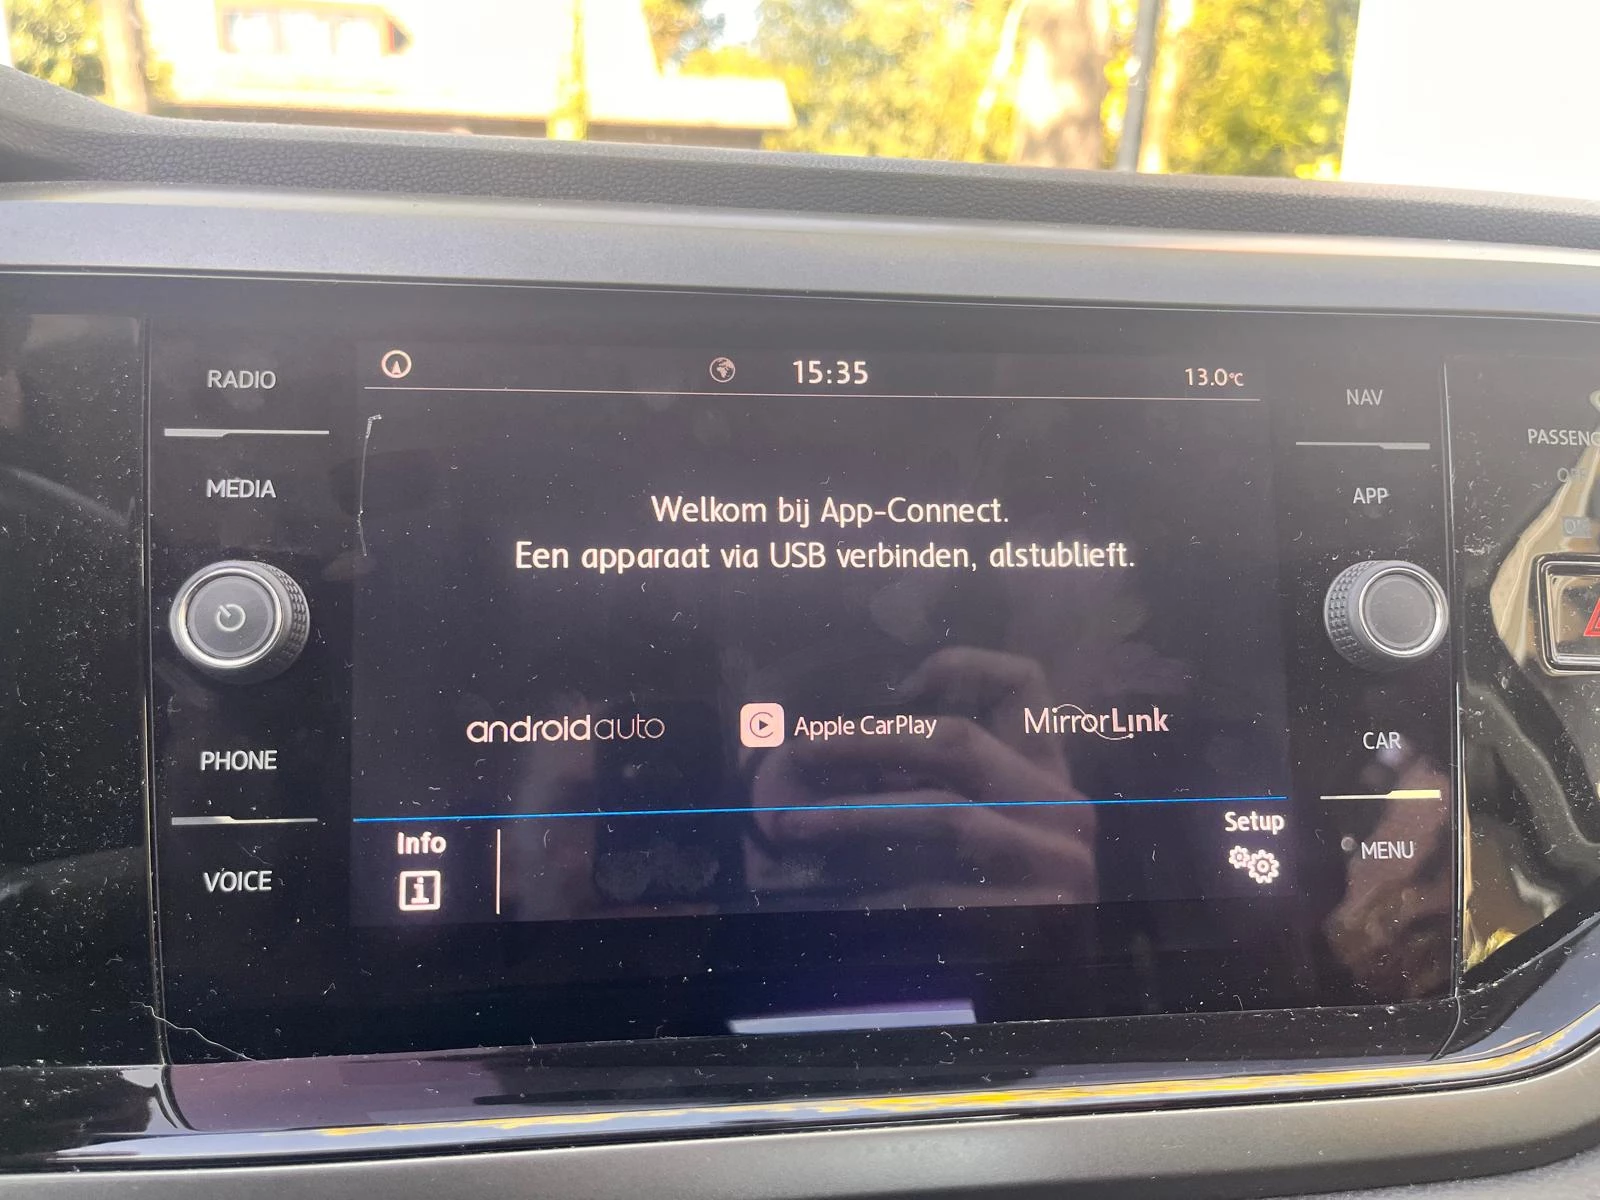 RADIO
MEDIA
PHONE
VOICE
15:35
13.0°C
Welkom bij App-Connect.
Een apparaat via USB verbinden, alstublieft.
androidauto
Apple CarPlay
MirrorLink
Info
i
Setup
NAV
APP
CAR
MENU
PASSENG